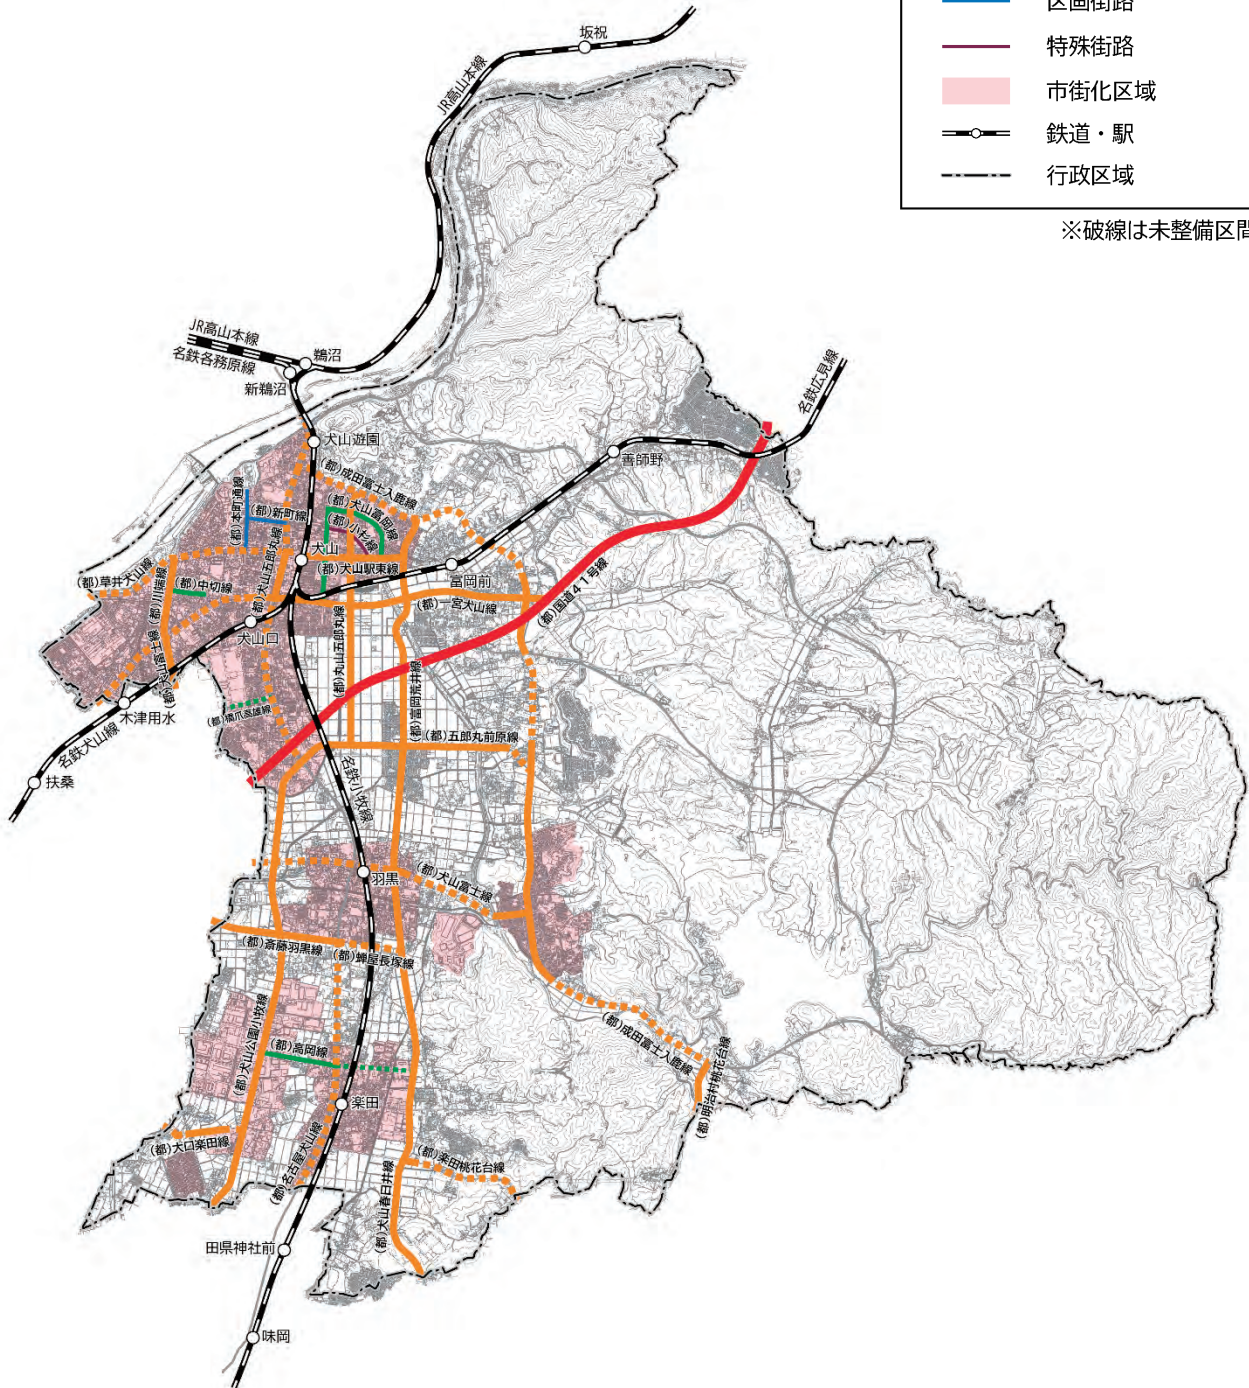 区画街路
特殊街路
市街化区域
鉄道・駅
行政区域
※破線は未整備区間
坂祝
JR高山本線
JR高山本線
名鉄各務原線
鵜沼
新鵜沼
犬山遊園
名鉄広見線
善師野
(都)成田富士入鹿線
(都)本町通線
(都)新町線
(都)犬山富岡線
(都)小杉線
犬山
(都)犬山駅東線
富岡前
(都)草井犬山線
(都)中切線
(都)川端線
(都)犬山五郎丸線
(都)一宮犬山線
(都)国道41号線
犬山口
(都)犬山富士線
(都)丸山五郎丸線
(都)富岡荒井線
木津用水
(都)橋爪高雄線
(都)五郎丸前原線
名鉄犬山線
扶桑
名鉄小牧線
羽黒
(都)犬山富士線
(都)斎藤羽黒線
(都)蝉屋長塚線
(都)犬山公園小牧線
(都)高岡線
(都)成田富士入鹿線
(都)明治村桃花台線
楽田
(都)大口楽田線
(都)名古屋犬山線
(都)楽田桃花台線
(都)犬山春日井線
田県神社前
味岡